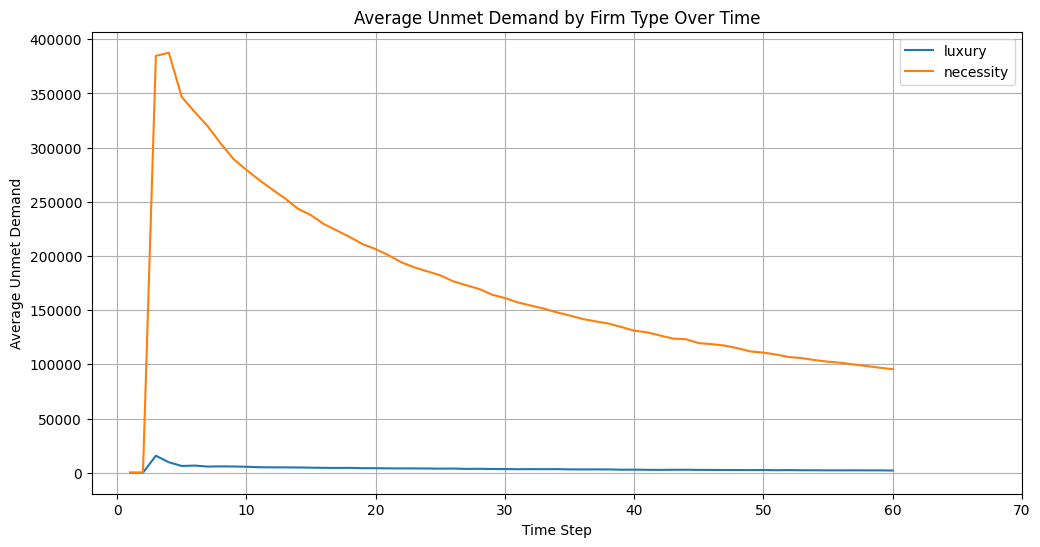 Average Unmet Demand by Firm Type Over Time
luxury
necessity
Average Unmet Demand
400000
350000
300000
250000
200000
150000
100000
50000
0
0 10 20 30 40 50 60 70
Time Step